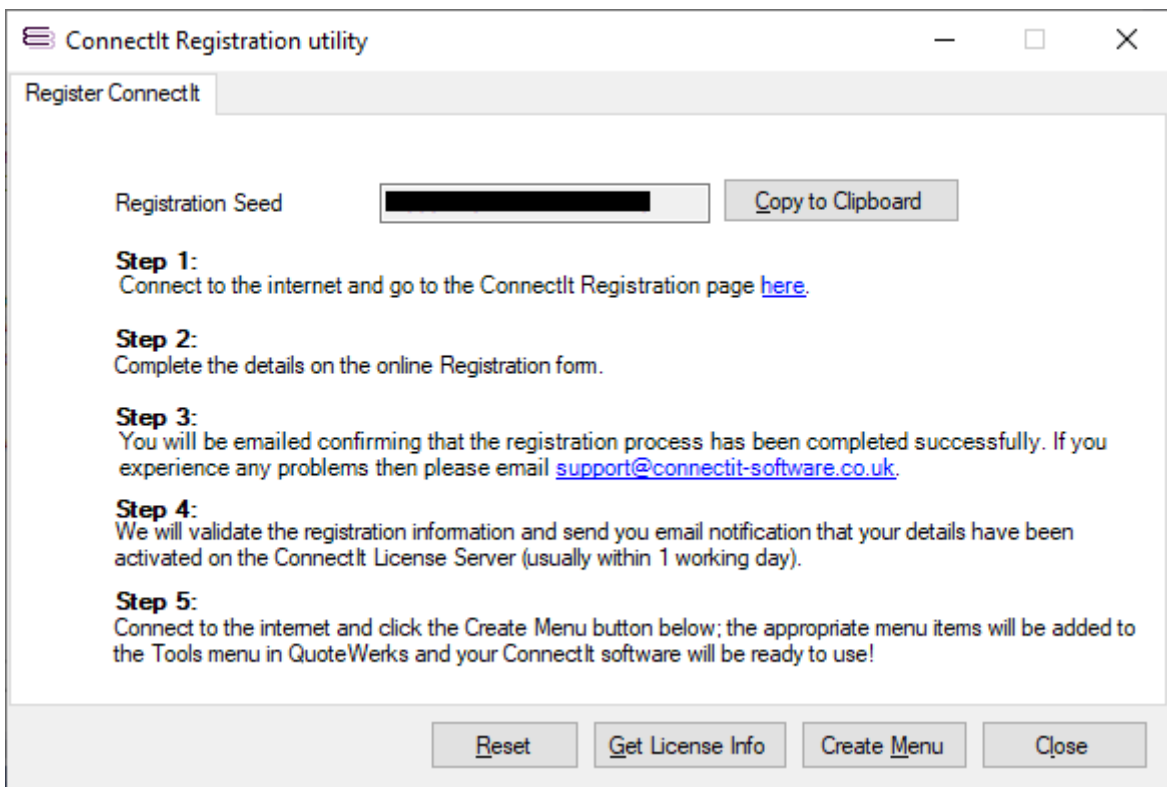 ConnectIt Registration utility
Register ConnectIt
Registration Seed
Copy to Clipboard
Step 1:
Connect to the internet and go to the ConnectIt Registration page here.
Step 2:
Complete the details on the online Registration form.
Step 3:
You will be emailed confirming that the registration process has been completed successfully. If you
experience any problems then please email support@connectit-software.co.uk.
Step 4:
We will validate the registration information and send you email notification that your details have been
activated on the ConnectIt License Server (usually within 1 working day).
Step 5:
Connect to the internet and click the Create Menu button below; the appropriate menu items will be added to
the Tools menu in QuoteWerks and your ConnectIt software will be ready to use!
Reset Get License Info Create Menu Close